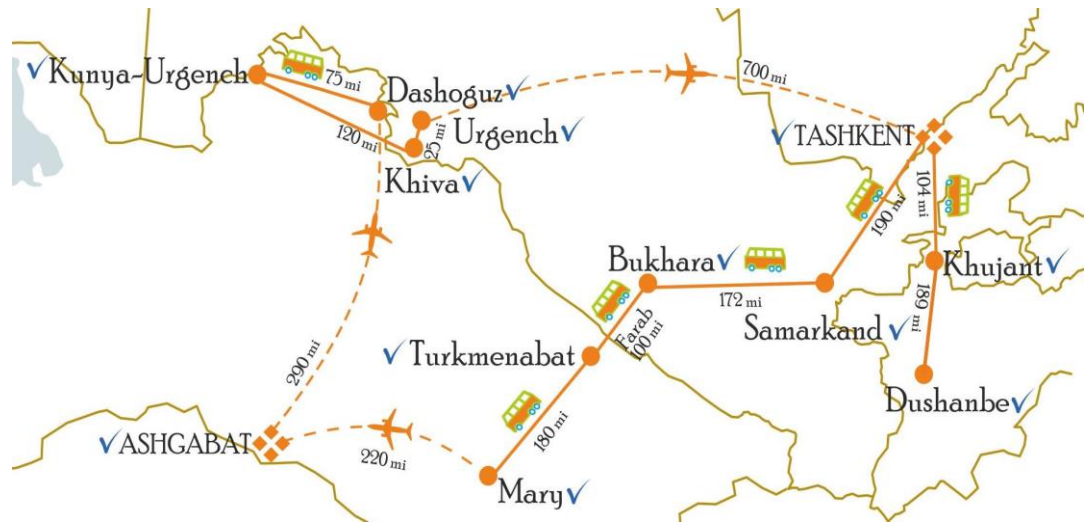 Kunya-Urgench
75 mi
Dashoguz
700 mi
120 mi
25 mi
Urgench
TASHKENT
Khiva
190 mi
104 mi
Bukhara
Khujant
172 mi
189 mi
Farab
100 mi
Samarkand
Turkmenabat
290 mi
Dushanbe
180 mi
ASHGABAT
220 mi
Mary